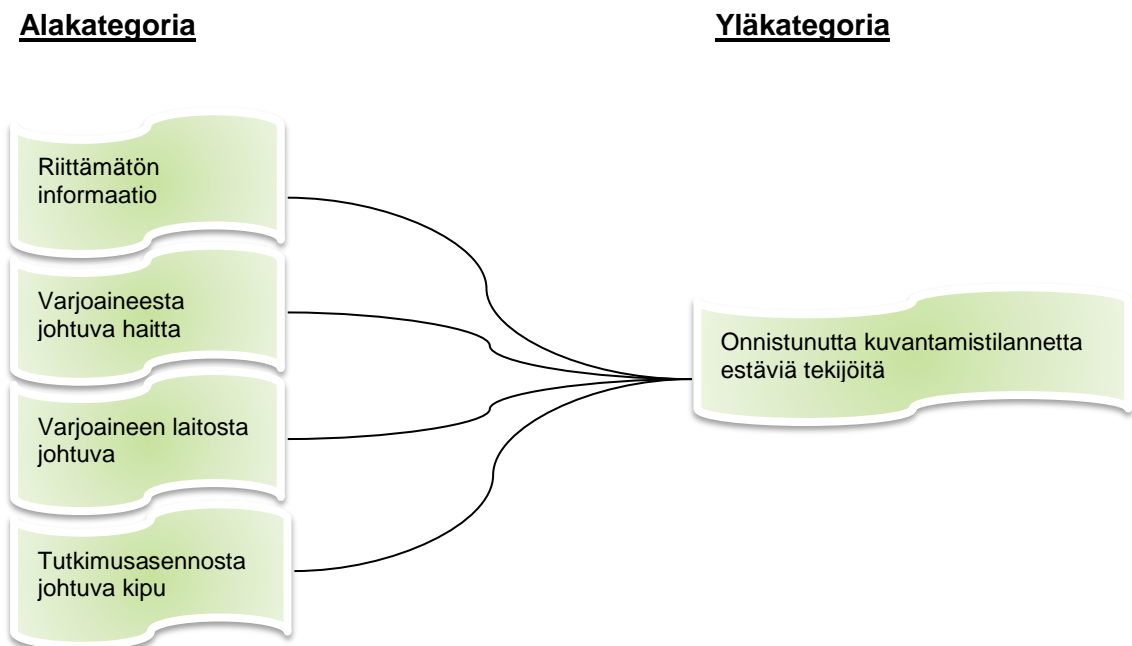 Alakategoria
Yläkategoria
Riittämätön
informaatio
Varjoaineesta
johtuva haitta
Varjoaineen laitosta
johtuva
Tutkimusasennosta
johtuva kipu
Onnistunutta kuvantamistilannetta
estäviä tekijöitä